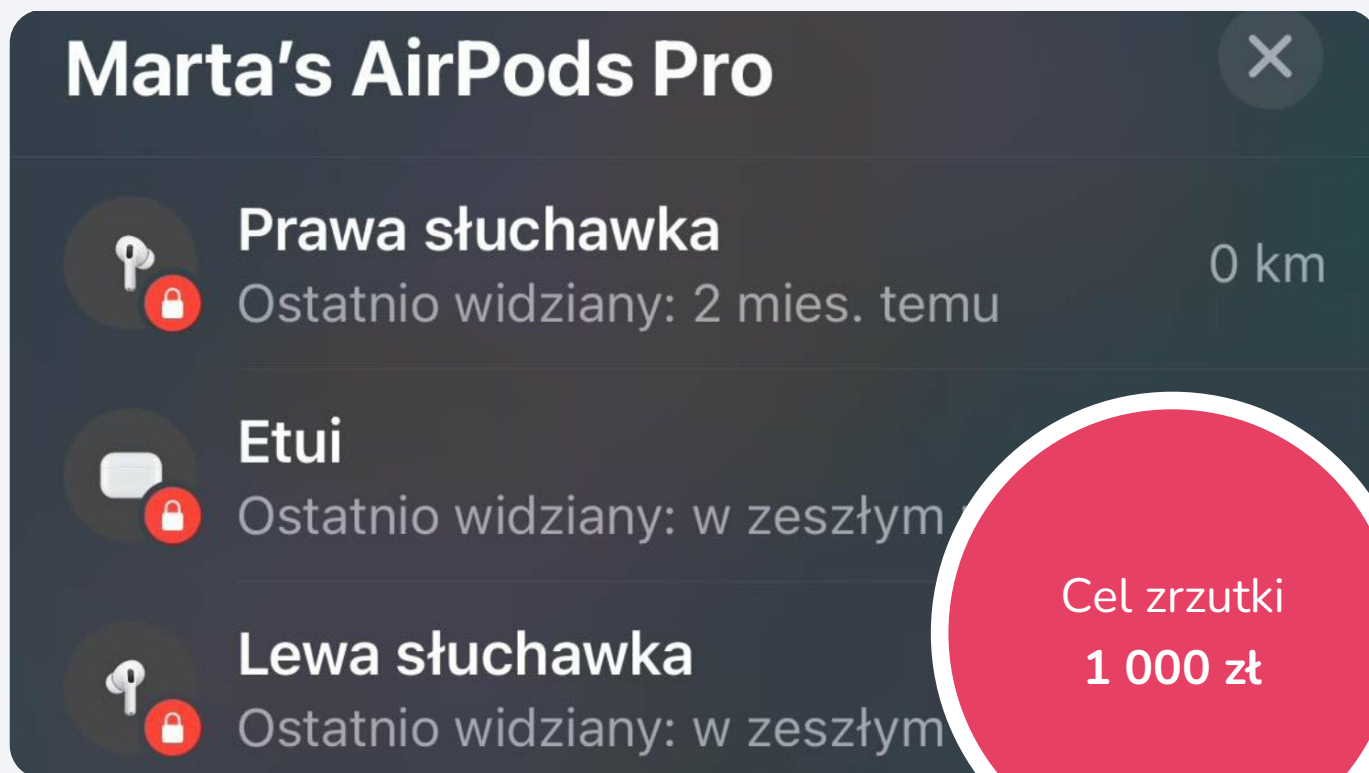 Marta's AirPods Pro
Prawa słuchawka
0 km
Ostatnio widziany: 2 mies. temu
Etui
Ostatnio widziany: w zeszłym
Lewa słuchawka
Ostatnio widziany: w zeszłym
Cel zrzutki
1 000 zł